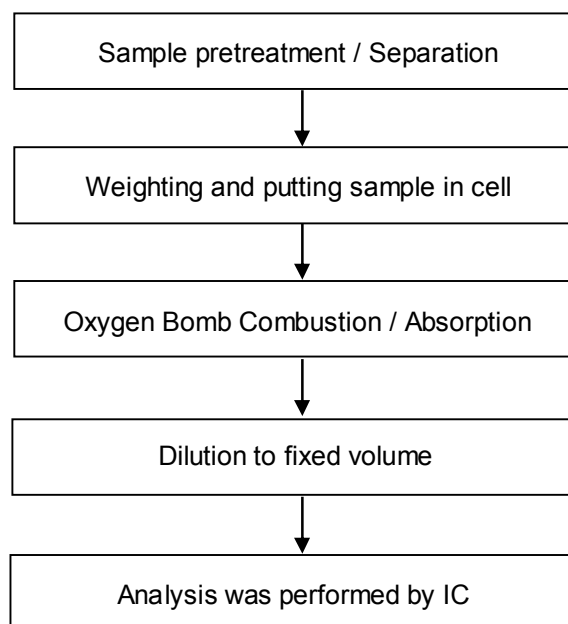 Sample pretreatment / Separation
Weighting and putting sample in cell
Oxygen Bomb Combustion / Absorption
Dilution to fixed volume
Analysis was performed by IC